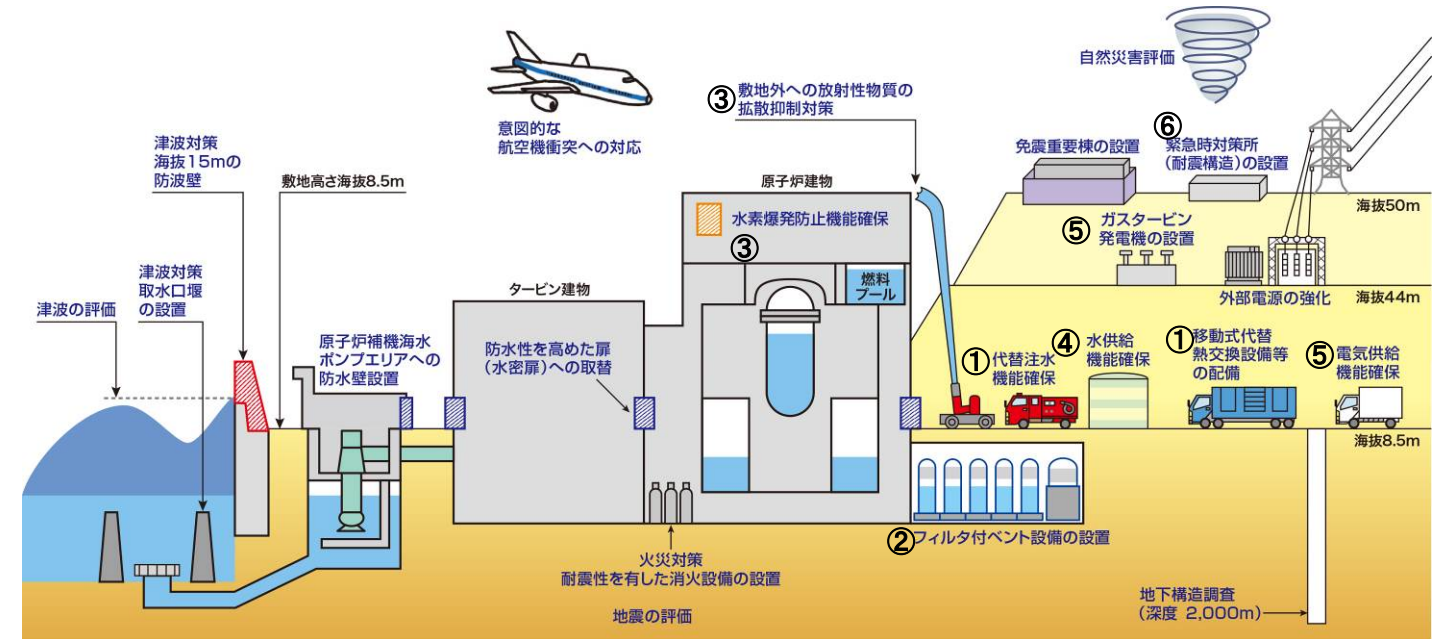 自然災害評価
意図的な
航空機衝突への対応
③
敷地外への放射性物質の
拡散抑制対策
津波対策
海抜15mの
防波壁
敷地高さ海抜8.5m
免震重要棟の設置
⑥
緊急時対策所
(耐震構造)の設置
海抜50m
原子炉建物
水素爆発防止機能確保
③
⑤
ガスタービン
発電機の設置
燃料
プール
外部電源の強化
海抜44m
津波の評価
津波対策
取水口堰
の設置
タービン建物
原子炉補機海水
ポンプエリアへの
防水壁設置
防水性を高めた扉
(水密扉)への取替
①
代替注水
機能確保
④
水供給
機能確保
①
移動式代替
熱交換設備等
の配備
⑤
電気供給
機能確保
海抜8.5m
②
フィルタ付ベント設備の設置
火災対策
耐震性を有した消火設備の設置
地震の評価
地下構造調査
(深度 2,000m)